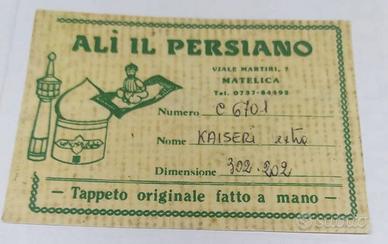 ALÌ IL PERSIANO
VIALE MARTIRI, 7
MATELICA
Tel. 0737-84492
Numero C 6701
Nome KAISERI extra
Dimensione 302.202
— Tappeto originale fatto a mano —